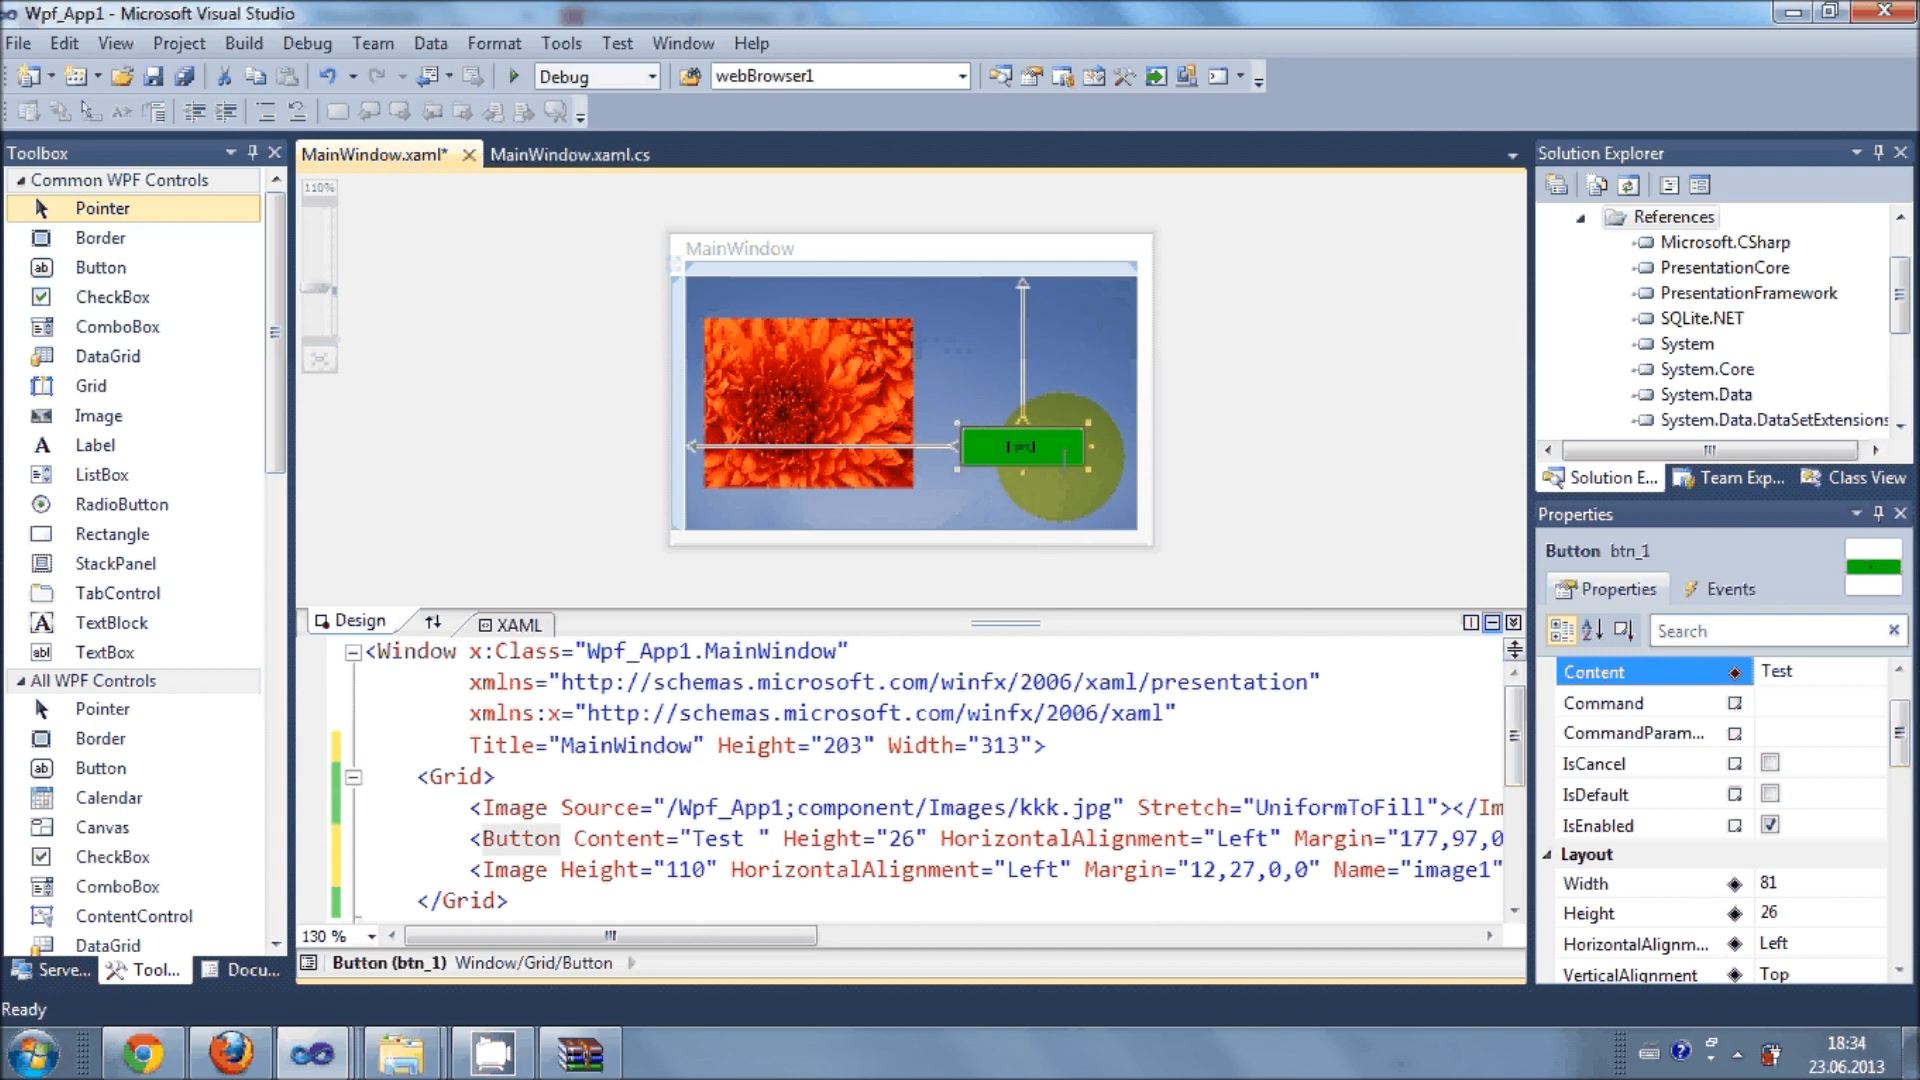 Wpf_App1 - Microsoft Visual Studio
File Edit View Project Build Debug Team Data Format Tools Test Window Help
Debug webBrowser1
Toolbox
Common WPF Controls
Pointer
Border
Button
CheckBox
ComboBox
DataGrid
Grid
Image
Label
ListBox
RadioButton
Rectangle
StackPanel
TabControl
TextBlock
TextBox
All WPF Controls
Pointer
Border
Button
Calendar
Canvas
CheckBox
ComboBox
ContentControl
DataGrid
Serve... Tool... Docu...
MainWindow.xaml* MainWindow.xaml.cs
110%
MainWindow
Design XAML
<Window x:Class="Wpf_App1.MainWindow"
xmlns="http://schemas.microsoft.com/winfx/2006/xaml/presentation"
xmlns:x="http://schemas.microsoft.com/winfx/2006/xaml"
Title="MainWindow" Height="203" Width="313">
<Grid>
<Image Source="/Wpf_App1;component/Images/kkk.jpg" Stretch="UniformToFill"></Im
<Button Content="Test " Height="26" HorizontalAlignment="Left" Margin="177,97,0
<Image Height="110" HorizontalAlignment="Left" Margin="12,27,0,0" Name="image1"
</Grid>
130 %
Button (btn_1) Window/Grid/Button
Solution Explorer
References
Microsoft.CSharp
PresentationCore
PresentationFramework
SQLite.NET
System
System.Core
System.Data
System.Data.DataSetExtensions
Solution E... Team Exp... Class View
Properties
Button btn_1
Properties Events
Search
Content Test
Command
CommandParam...
IsCancel
IsDefault
IsEnabled
Layout
Width 81
Height 26
HorizontalAlignm... Left
VerticalAlignment Top
Ready
18:34
23.06.2013